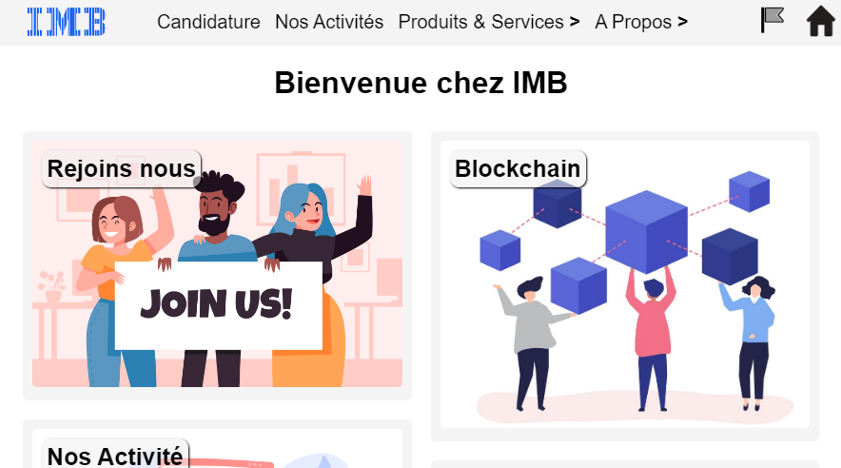 IMB
Candidature Nos Activités Produits & Services > A Propos >
Bienvenue chez IMB
Rejoins nous
JOIN US!
Blockchain
Nos Activité